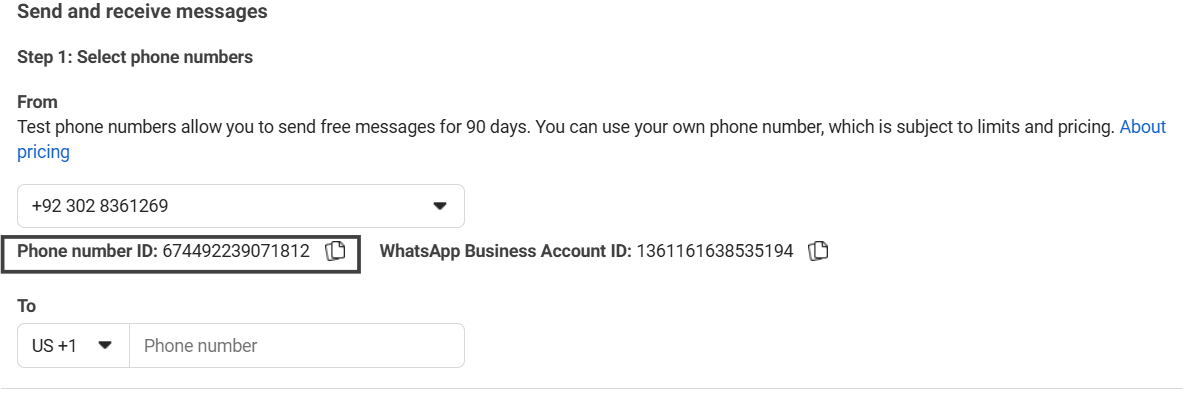 Send and receive messages
Step 1: Select phone numbers
From
Test phone numbers allow you to send free messages for 90 days. You can use your own phone number, which is subject to limits and pricing. About
pricing
+92 302 8361269
Phone number ID: 674492239071812 WhatsApp Business Account ID: 1361161638535194
To
US +1 Phone number